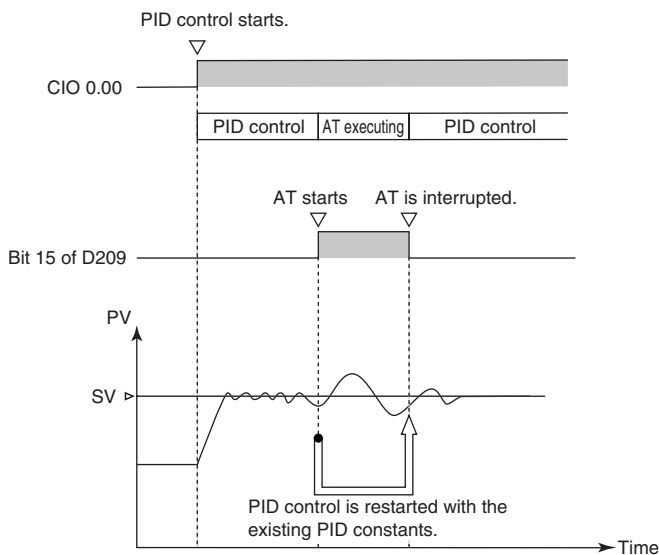 PID control starts.
CIO 0.00
PID control
AT executing
PID control
AT starts
AT is interrupted.
Bit 15 of D209
PV
SV
PID control is restarted with the
existing PID constants.
Time